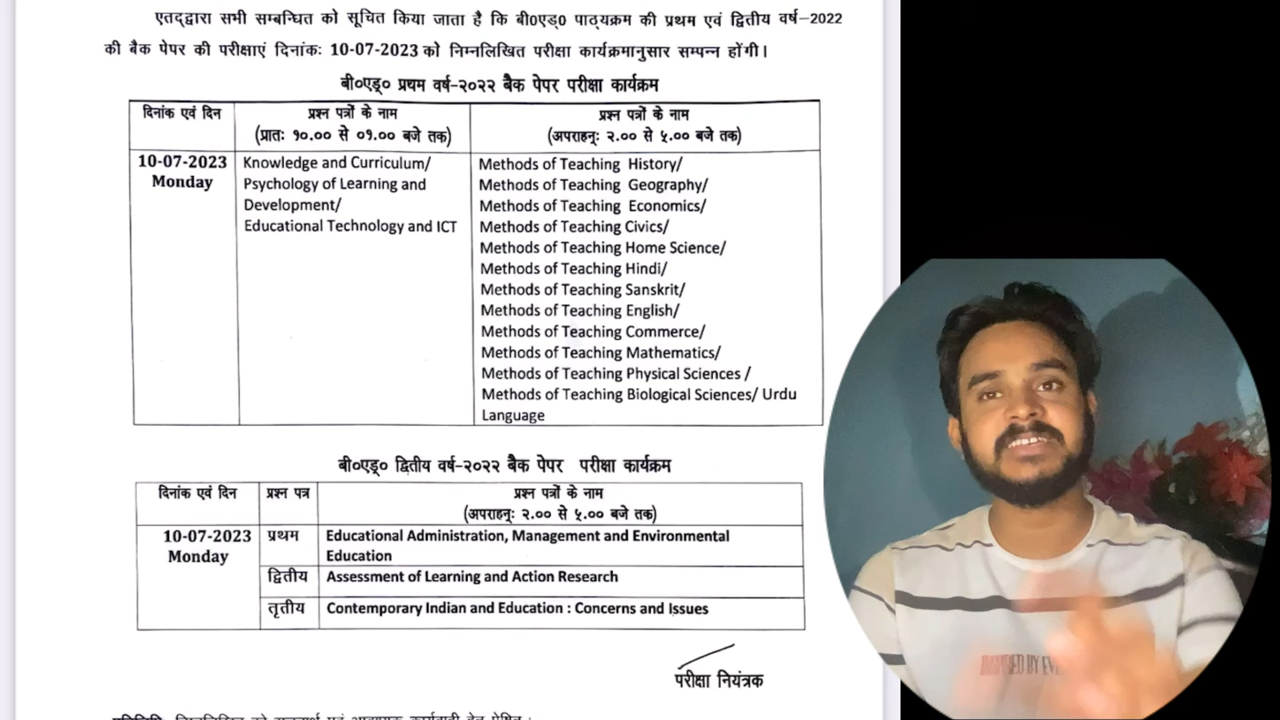 एतद्द्वारा सभी सम्बन्धित को सूचित किया जाता है कि बी०एड्० पाठ्यक्रम की प्रथम एवं द्वितीय वर्ष–2022
की बैक पेपर की परीक्षाएं दिनांकः 10-07-2023 को निम्नलिखित परीक्षा कार्यक्रमानुसार सम्पन्न होंगी।
बी०एड्० प्रथम वर्ष-२०२२ बैक पेपर परीक्षा कार्यक्रम
दिनांक एवं दिन
प्रश्न पत्रों के नाम
(प्रातः १०.०० से ०१.०० बजे तक)
प्रश्न पत्रों के नाम
(अपराहन्ः २.०० से ५.०० बजे तक)
10-07-2023
Monday
Knowledge and Curriculum/
Psychology of Learning and
Development/
Educational Technology and ICT
Methods of Teaching History/
Methods of Teaching Geography/
Methods of Teaching Economics/
Methods of Teaching Civics/
Methods of Teaching Home Science/
Methods of Teaching Hindi/
Methods of Teaching Sanskrit/
Methods of Teaching English/
Methods of Teaching Commerce/
Methods of Teaching Mathematics/
Methods of Teaching Physical Sciences /
Methods of Teaching Biological Sciences/ Urdu
Language
बी०एड्० द्वितीय वर्ष-२०२२ बैक पेपर परीक्षा कार्यक्रम
दिनांक एवं दिन
प्रश्न पत्र
प्रश्न पत्रों के नाम
(अपराहन्ः २.०० से ५.०० बजे तक)
10-07-2023
Monday
प्रथम
Educational Administration, Management and Environmental
Education
द्वितीय
Assessment of Learning and Action Research
तृतीय
Contemporary Indian and Education : Concerns and Issues
परीक्षा नियंत्रक